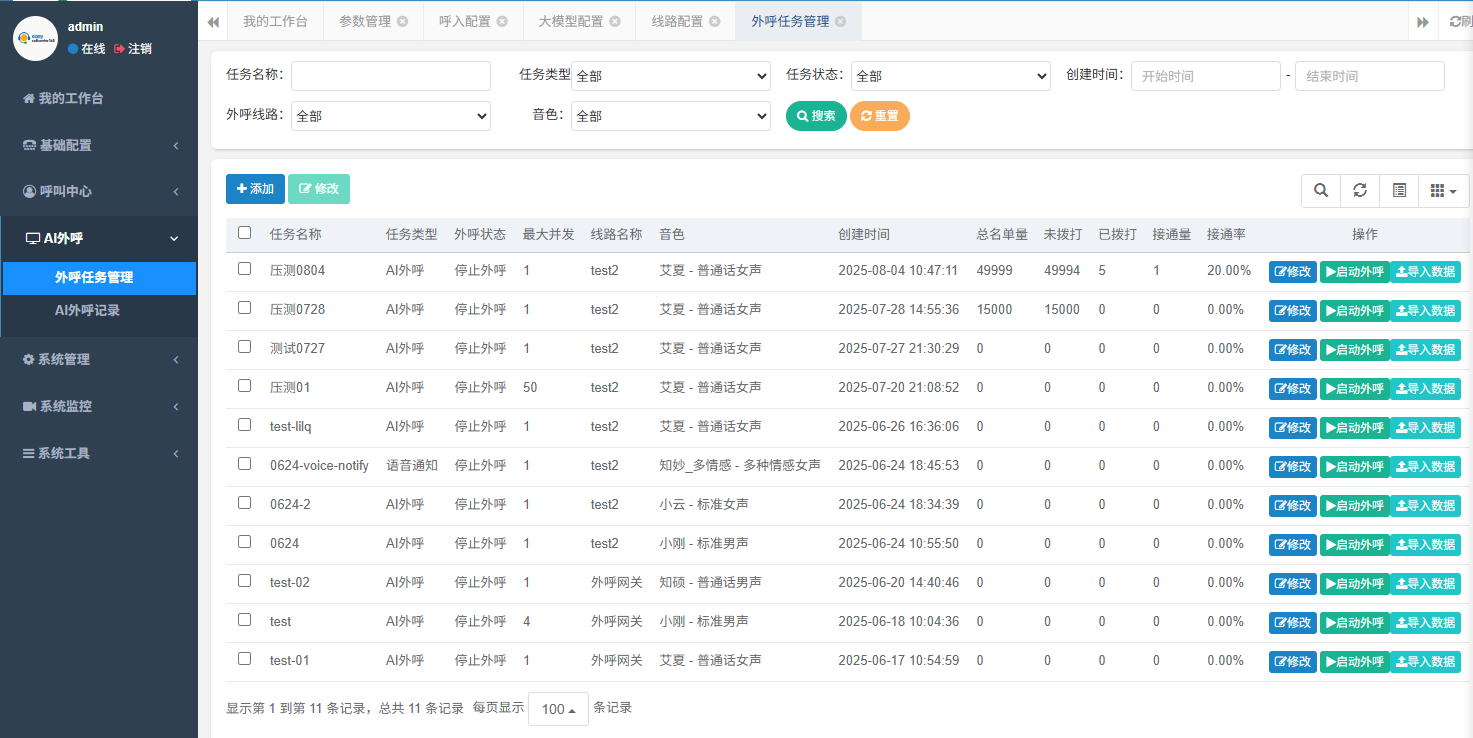 admin
在线 注销
我的工作台
基础配置
呼叫中心
AI外呼
外呼任务管理
AI外呼记录
系统管理
系统监控
系统工具
我的工作台 参数管理 呼入配置 大模型配置 线路配置 外呼任务管理 刷
任务名称： 任务类型 全部 任务状态： 全部 创建时间： 开始时间 - 结束时间
外呼线路： 全部 音色： 全部 搜索 重置
添加 修改
任务名称 任务类型 外呼状态 最大并发 线路名称 音色 创建时间 总名单量 未拨打 已拨打 接通量 接通率 操作
压测0804 AI外呼 停止外呼 1 test2 艾夏 - 普通话女声 2025-08-04 10:47:11 49999 49994 5 1 20.00% 修改 启动外呼 导入数据
压测0728 AI外呼 停止外呼 1 test2 艾夏 - 普通话女声 2025-07-28 14:55:36 15000 15000 0 0 0.00% 修改 启动外呼 导入数据
测试0727 AI外呼 停止外呼 1 test2 艾夏 - 普通话女声 2025-07-27 21:30:29 0 0 0 0 0.00% 修改 启动外呼 导入数据
压测01 AI外呼 停止外呼 50 test2 艾夏 - 普通话女声 2025-07-20 21:08:52 0 0 0 0 0.00% 修改 启动外呼 导入数据
test-lilq AI外呼 停止外呼 1 test2 艾夏 - 普通话女声 2025-06-26 16:36:06 0 0 0 0 0.00% 修改 启动外呼 导入数据
0624-voice-notify 语音通知 停止外呼 1 test2 知妙_多情感 - 多种情感女声 2025-06-24 18:45:53 0 0 0 0 0.00% 修改 启动外呼 导入数据
0624-2 AI外呼 停止外呼 1 test2 小云 - 标准女声 2025-06-24 18:34:39 0 0 0 0 0.00% 修改 启动外呼 导入数据
0624 AI外呼 停止外呼 1 test2 小刚 - 标准男声 2025-06-24 10:55:50 0 0 0 0 0.00% 修改 启动外呼 导入数据
test-02 AI外呼 停止外呼 1 外呼网关 知硕 - 普通话男声 2025-06-20 14:40:46 0 0 0 0 0.00% 修改 启动外呼 导入数据
test AI外呼 停止外呼 4 外呼网关 小刚 - 标准男声 2025-06-18 10:04:36 0 0 0 0 0.00% 修改 启动外呼 导入数据
test-01 AI外呼 停止外呼 1 外呼网关 艾夏 - 普通话女声 2025-06-17 10:54:59 0 0 0 0 0.00% 修改 启动外呼 导入数据
显示第 1 到第 11 条记录，总共 11 条记录 每页显示 100 条记录